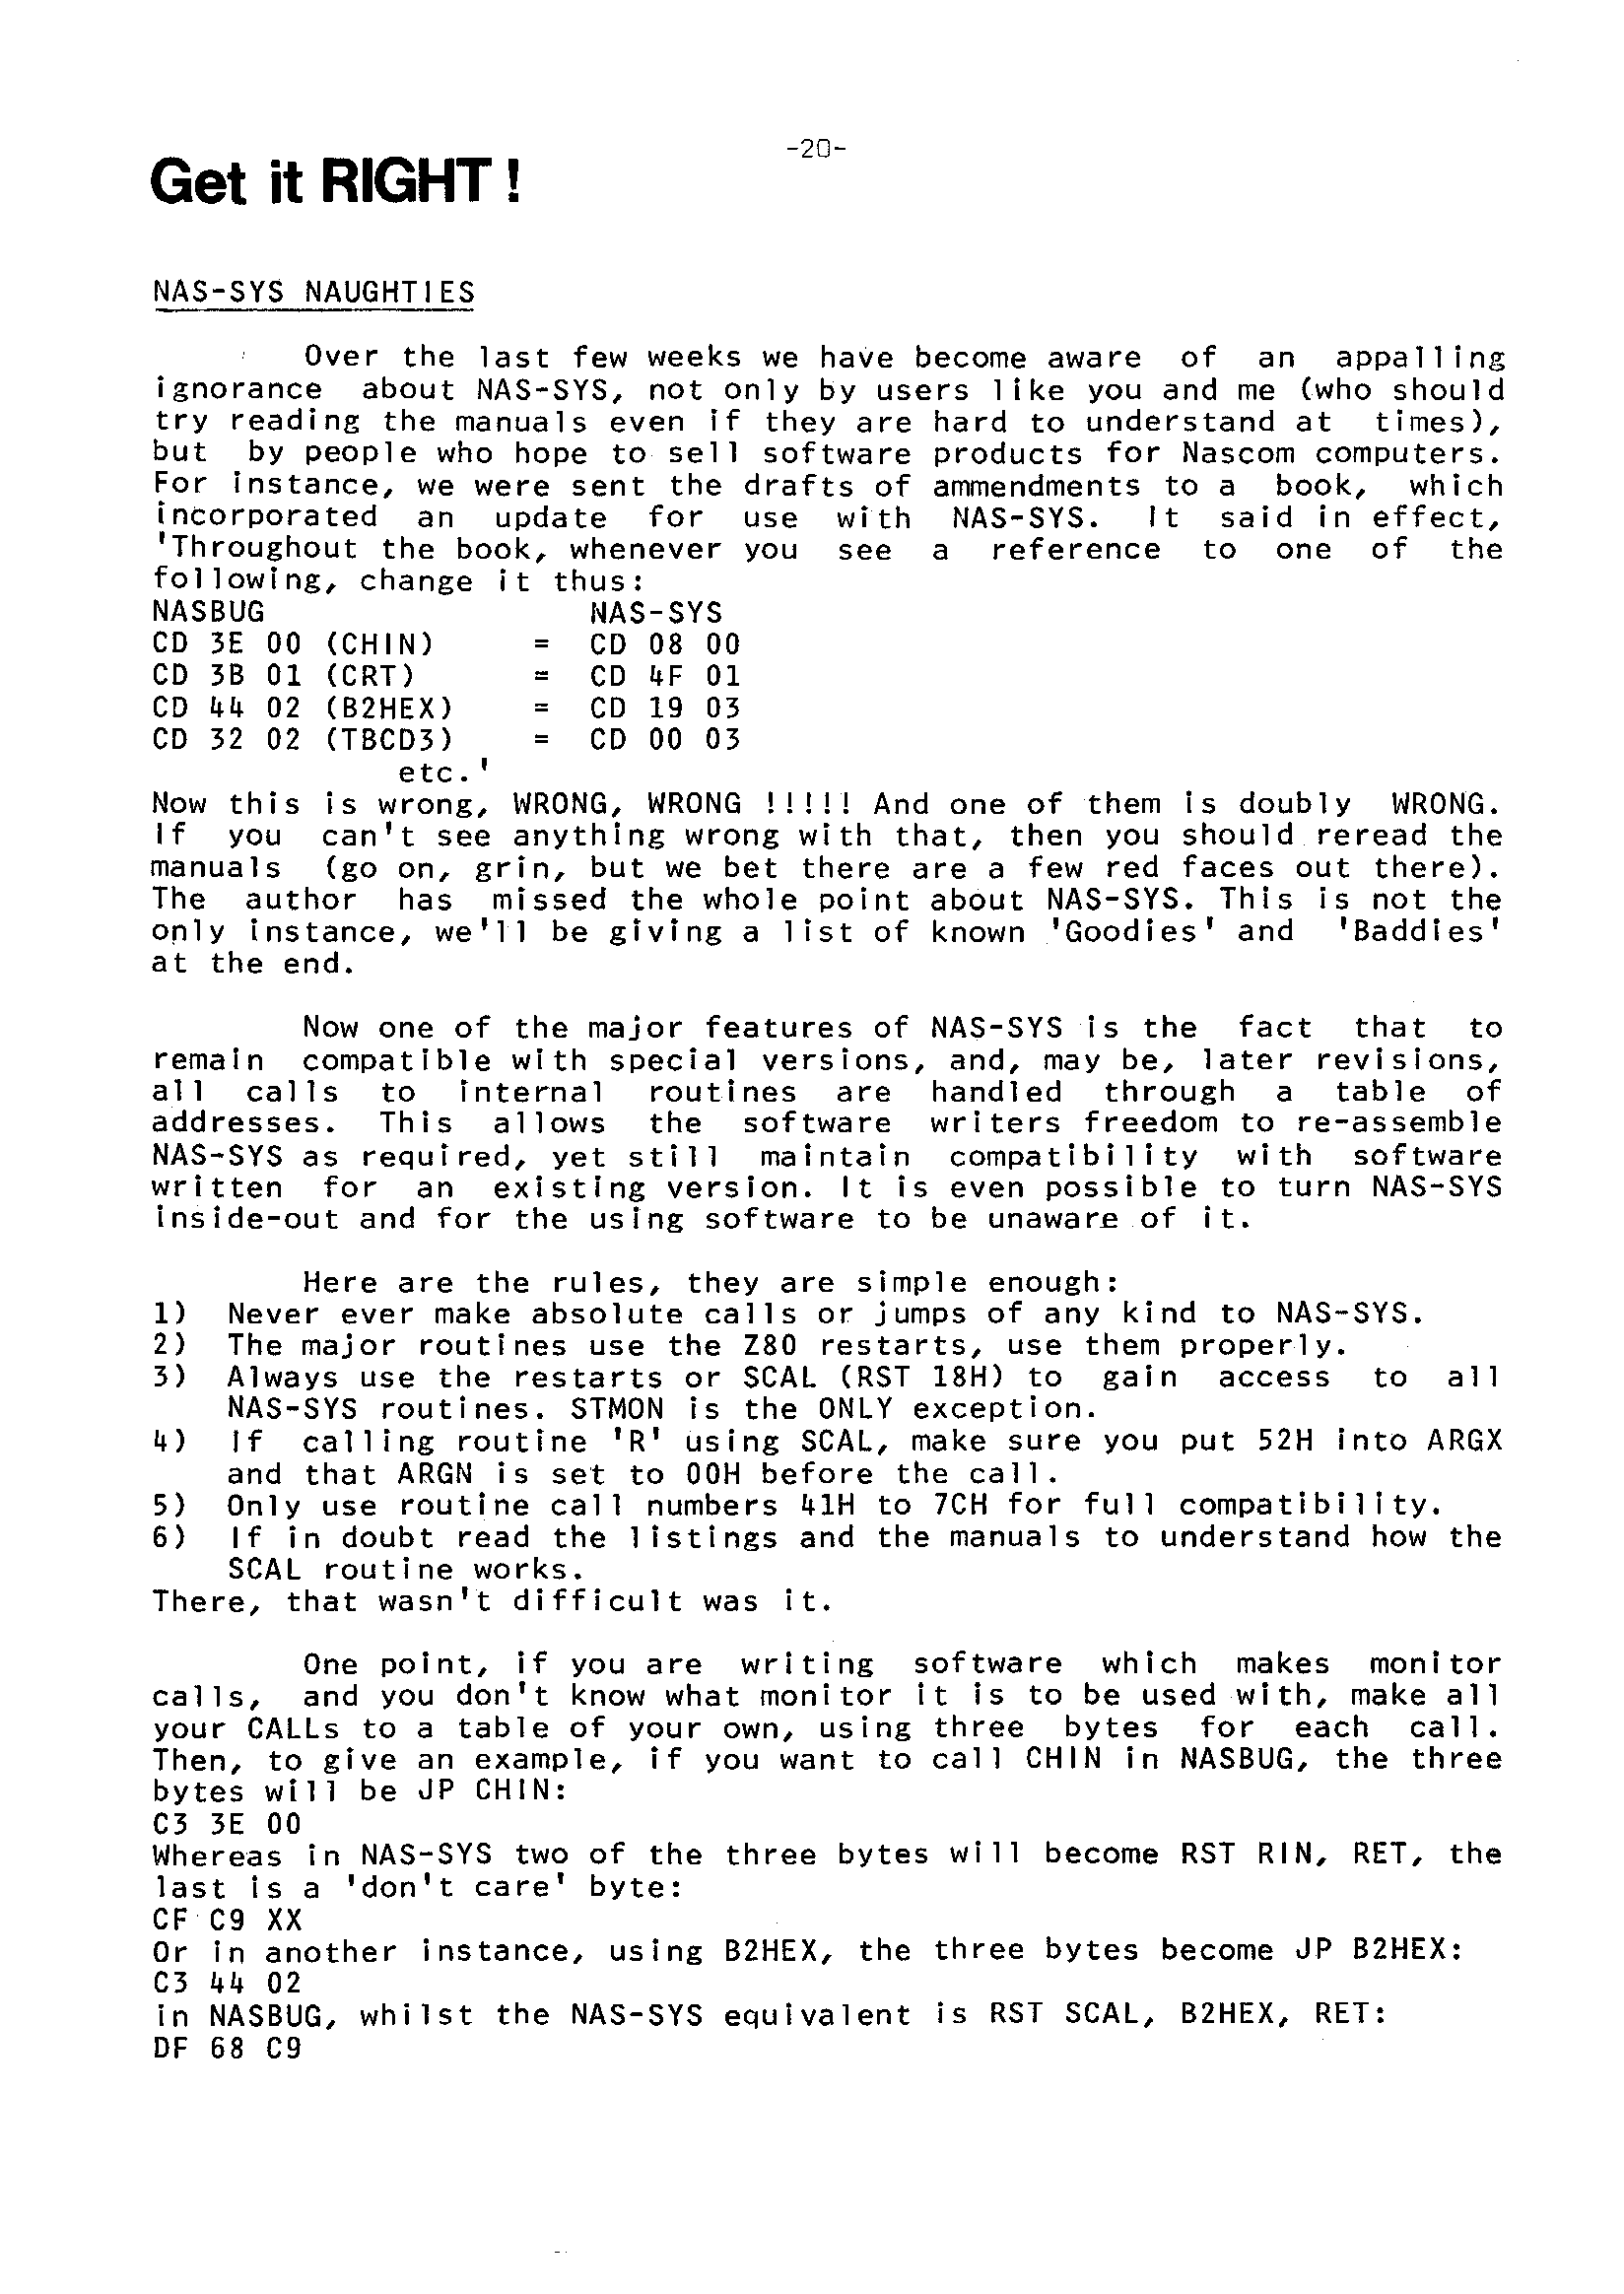 -20-
Get it RIGHT!
NAS-SYS NAUGHTIES
Over the last few weeks we have become aware of an appalling
ignorance about NAS-SYS, not only by users like you and me (who should
try reading the manuals even if they are hard to understand at times),
but by people who hope to sell software products for Nascom computers.
For instance, we were sent the drafts of ammendments to a book, which
incorporated an update for use with NAS-SYS. It said in effect,
'Throughout the book, whenever you see a reference to one of the
following, change it thus:
NASBUG NAS-SYS
CD 3E 00 (CHIN) = CD 08 00
CD 3B 01 (CRT) = CD 4F 01
CD 44 02 (B2HEX) = CD 19 03
CD 32 02 (TBCD3) = CD 00 03
etc.'
Now this is wrong, WRONG, WRONG !!!!! And one of them is doubly WRONG.
If you can't see anything wrong with that, then you should reread the
manuals (go on, grin, but we bet there are a few red faces out there).
The author has missed the whole point about NAS-SYS. This is not the
only instance, we'll be giving a list of known 'Goodies' and 'Baddies'
at the end.
Now one of the major features of NAS-SYS is the fact that to
remain compatible with special versions, and, may be, later revisions,
all calls to internal routines are handled through a table of
addresses. This allows the software writers freedom to re-assemble
NAS-SYS as required, yet still maintain compatibility with software
written for an existing version. It is even possible to turn NAS-SYS
inside-out and for the using software to be unaware of it.
Here are the rules, they are simple enough:
1) Never ever make absolute calls or jumps of any kind to NAS-SYS.
2) The major routines use the Z80 restarts, use them properly.
3) Always use the restarts or SCAL (RST 18H) to gain access to all
NAS-SYS routines. STMON is the ONLY exception.
4) If calling routine 'R' using SCAL, make sure you put 52H into ARGX
and that ARGN is set to 00H before the call.
5) Only use routine call numbers 41H to 7CH for full compatibility.
6) If in doubt read the listings and the manuals to understand how the
SCAL routine works.
There, that wasn't difficult was it.
One point, if you are writing software which makes monitor
calls, and you don't know what monitor it is to be used with, make all
your CALLs to a table of your own, using three bytes for each call.
Then, to give an example, if you want to call CHIN in NASBUG, the three
bytes will be JP CHIN:
C3 3E 00
Whereas in NAS-SYS two of the three bytes will become RST RIN, RET, the
last is a 'don't care' byte:
CF C9 XX
Or in another instance, using B2HEX, the three bytes become JP B2HEX:
C3 44 02
in NASBUG, whilst the NAS-SYS equivalent is RST SCAL, B2HEX, RET:
DF 68 C9